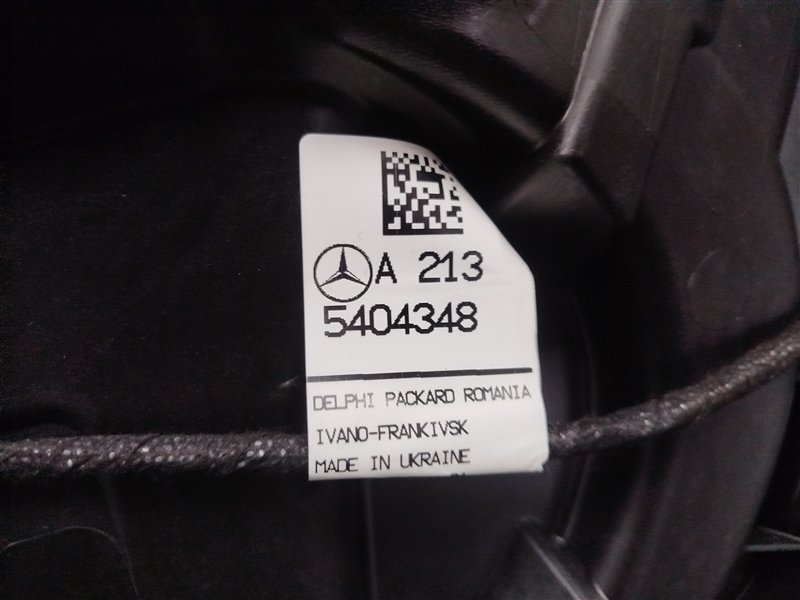 A 213
5404348
DELPHI PACKARD ROMANIA
IVANO-FRANKIVSK
MADE IN UKRAINE